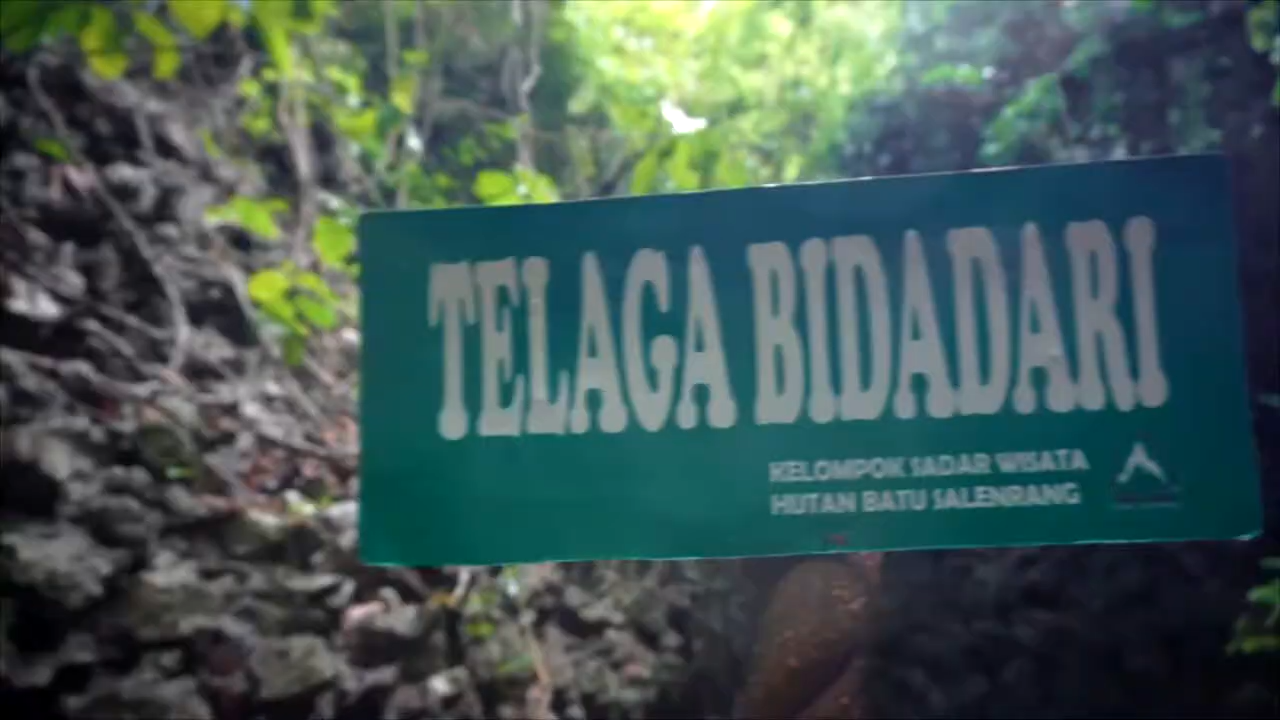 TELAGA BIDADARI
KELOMPOK SADAR WISATA
HUTAN BATU SALENRANG